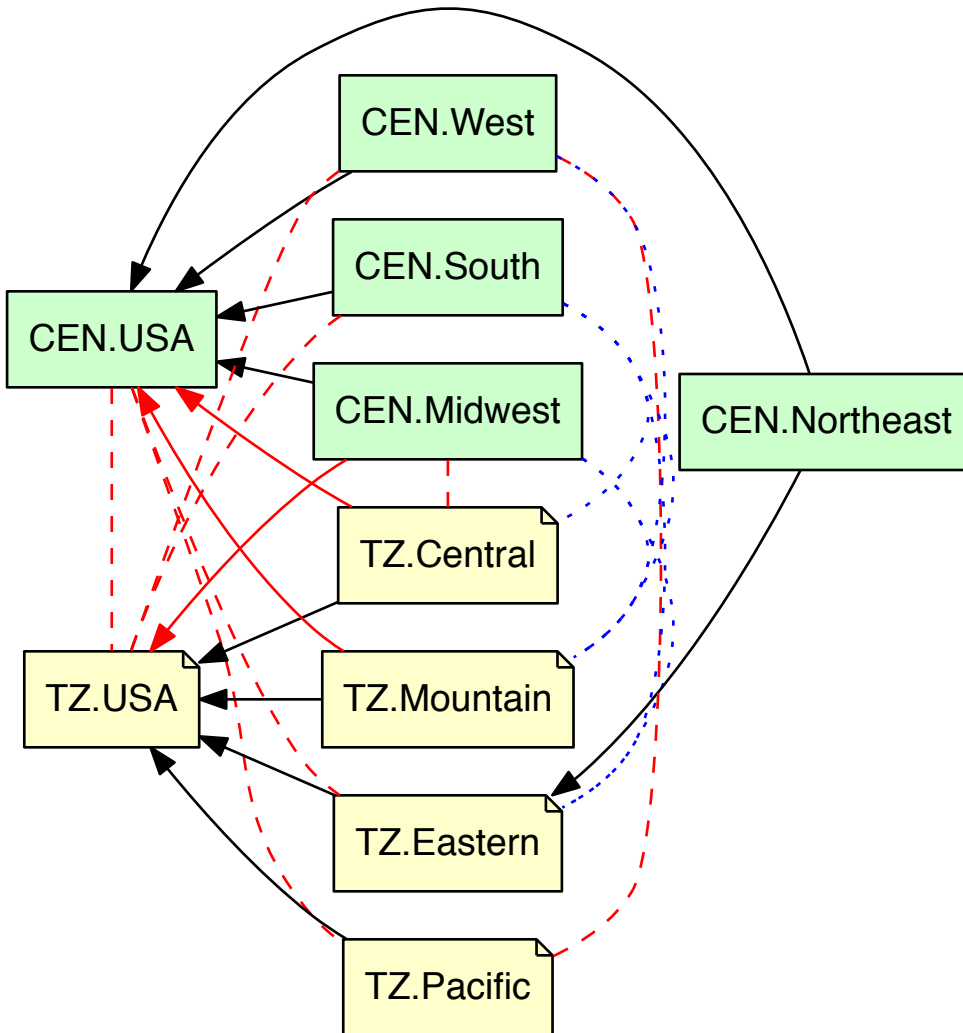 CEN.West
CEN.South
CEN.USA
CEN.Midwest
CEN.Northeast
TZ.Central
TZ.USA
TZ.Mountain
TZ.Eastern
TZ.Pacific